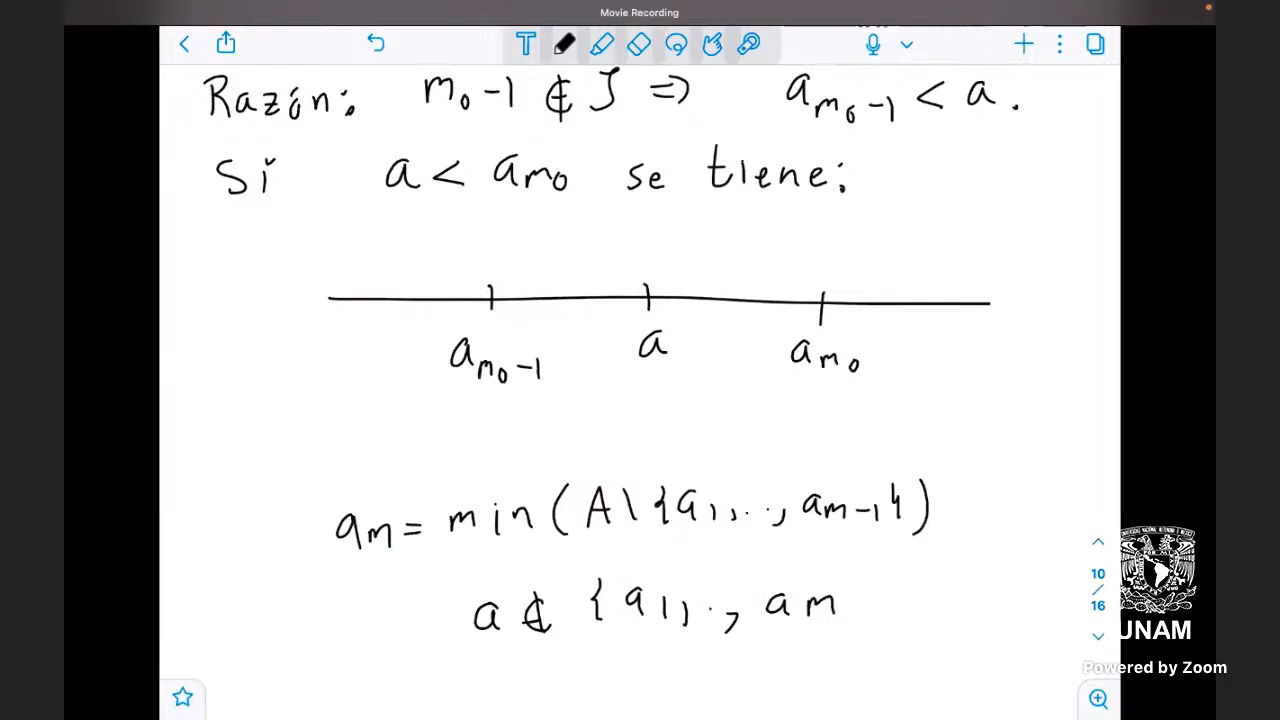 Movie Recording
T
Razón: m₀-1 ∉ J => a_{m₀-1} < a.
Si a < a_{m₀} se tiene:
a_{m₀-1} a a_{m₀}
a_m = min(A\{a₁,..., a_{m-1}})
a ∉ {a₁,.., a m
10
/
16
UNAM
Powered by Zoom